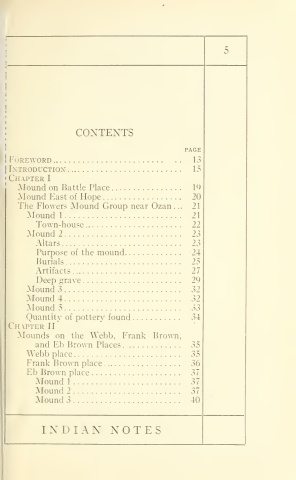 5
CONTENTS
PAGE
FOREWORD 13
INTRODUCTION 15
CHAPTER I
Mound on Battle Place 19
Mound East of Hope 20
The Flowers Mound Group near Ozan 21
Mound 1 21
Town-house 22
Mound 2 23
Altars 23
Purpose of the mound 24
Burials 25
Artifacts 27
Deep grave 29
Mound 3 32
Mound 4 32
Mound 5 33
Quantity of pottery found 34
CHAPTER II
Mounds on the Webb, Frank Brown,
and Eb Brown Places 35
Webb place 35
Frank Brown place 36
Eb Brown place 37
Mound 1 37
Mound 2 37
Mound 3 40
INDIAN NOTES